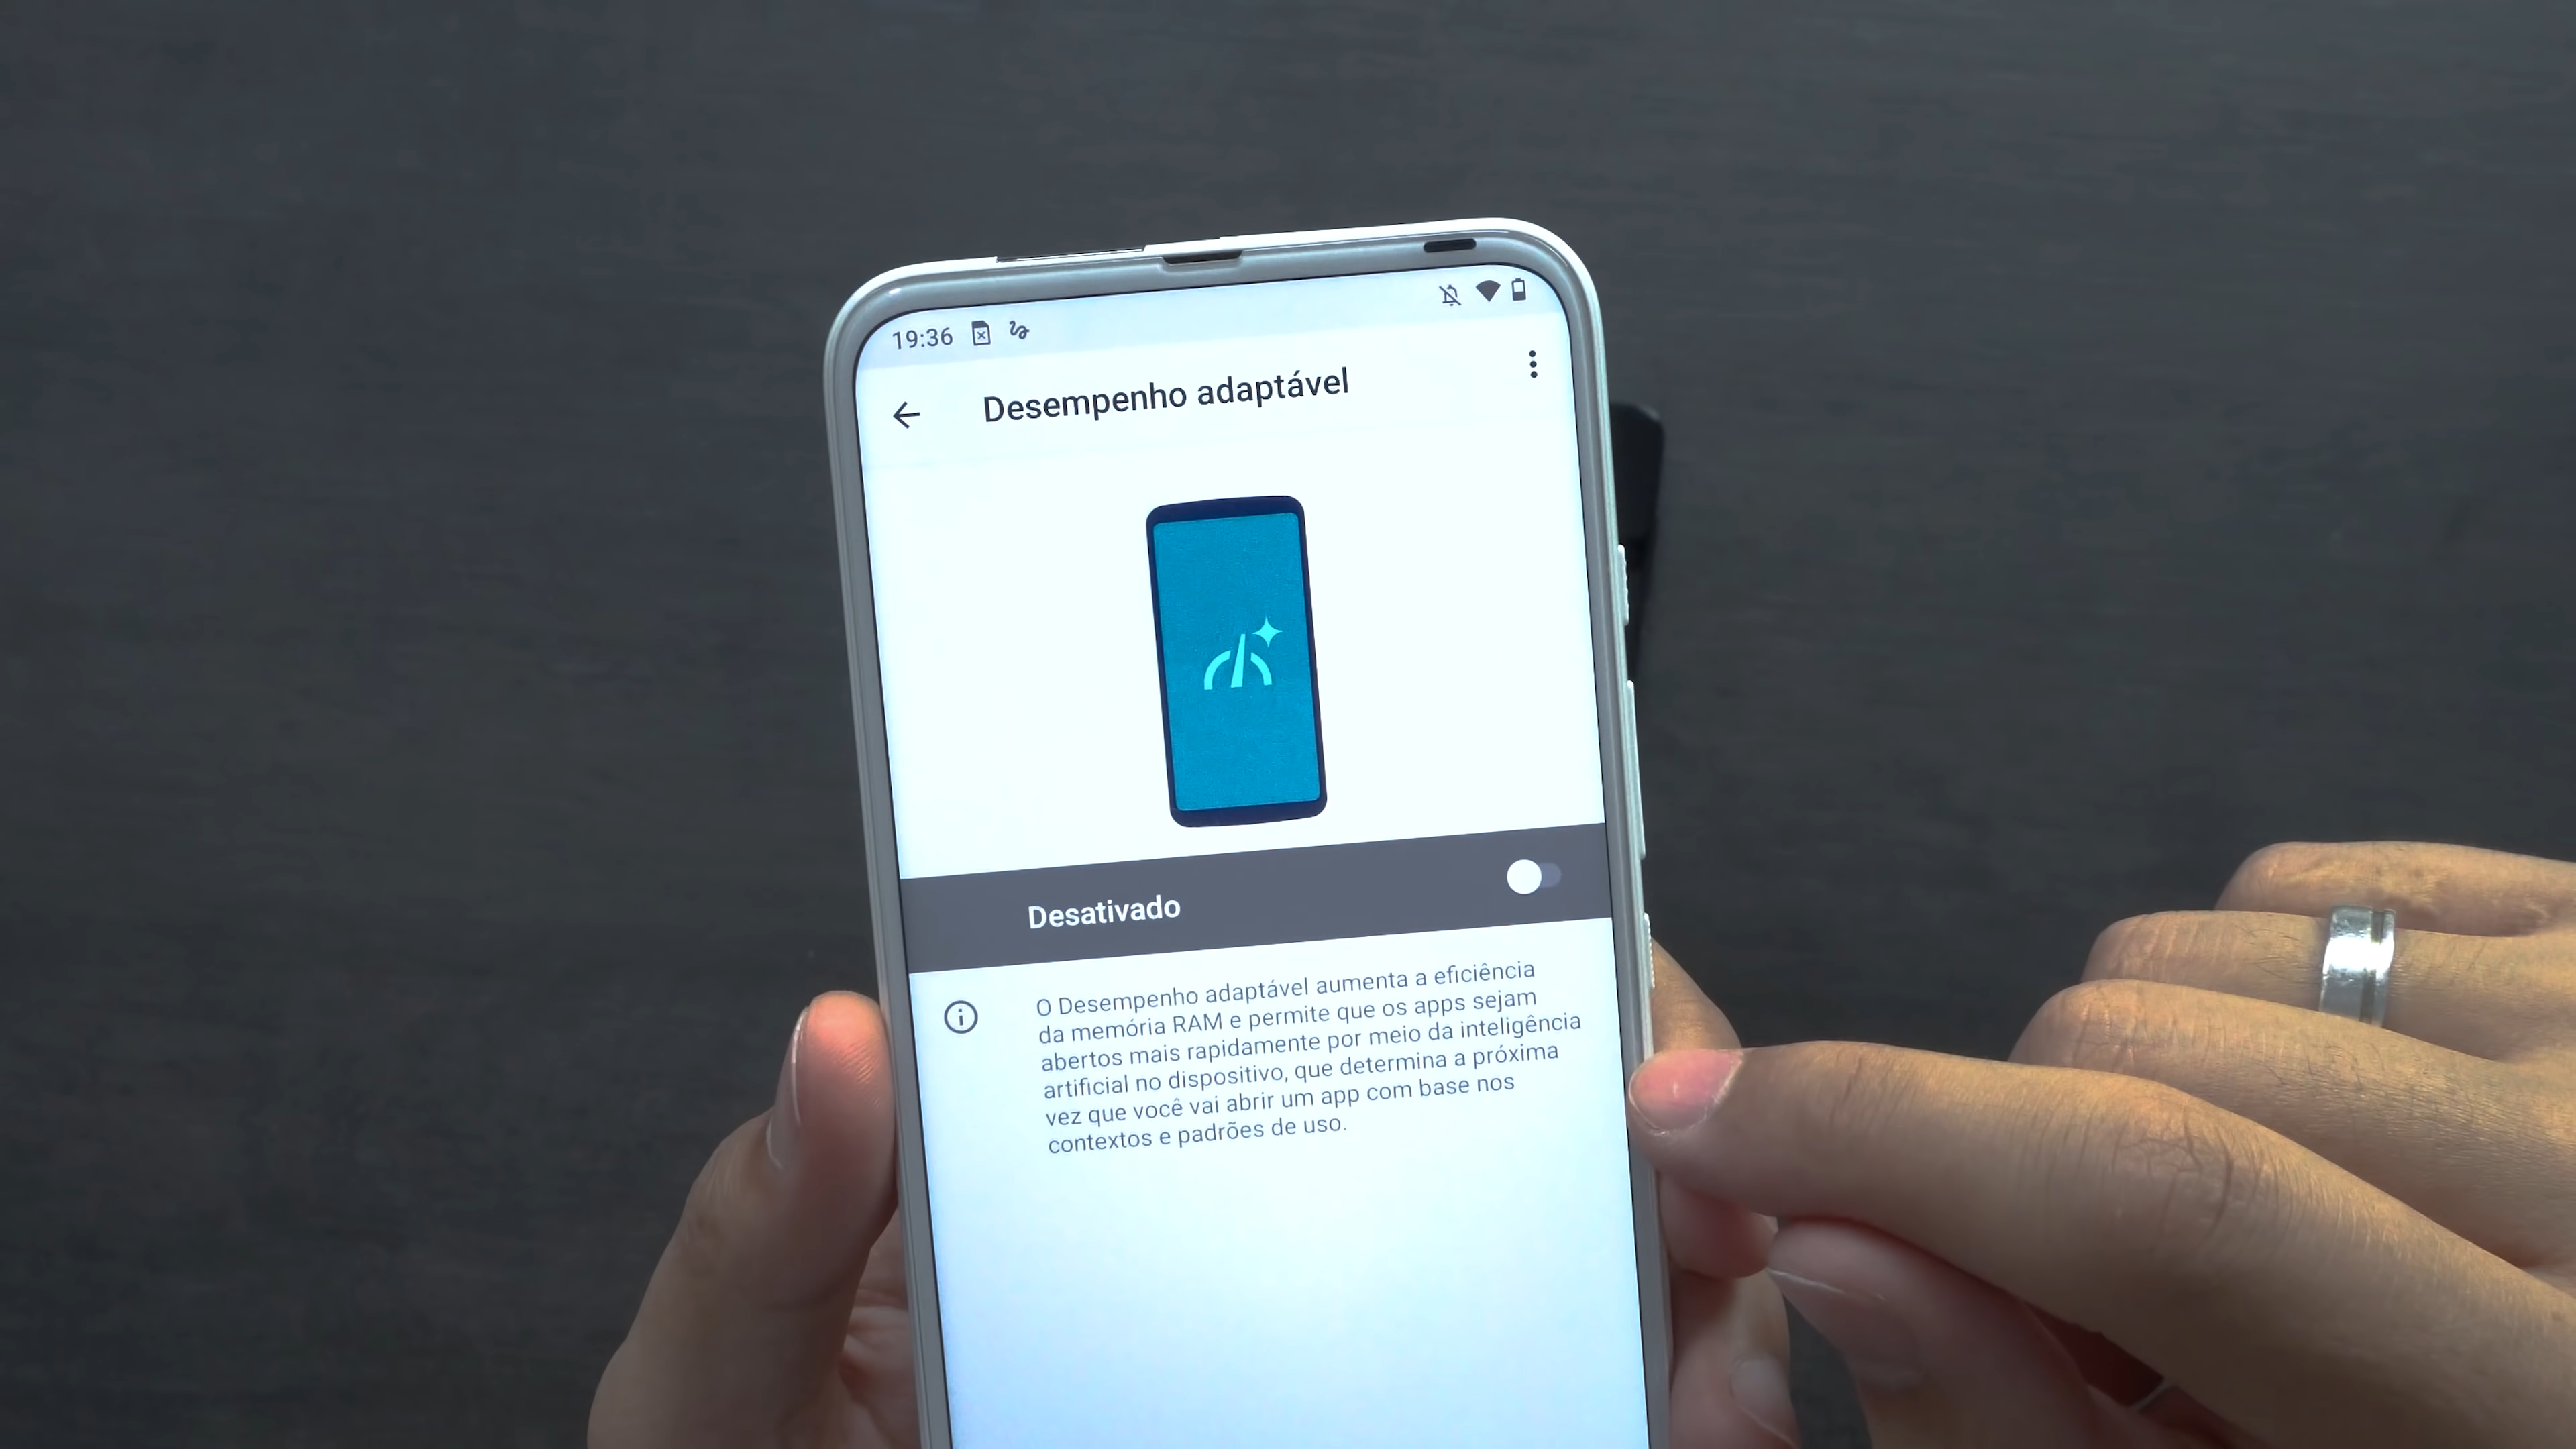 19:36
Desempenho adaptável
Desativado
O Desempenho adaptável aumenta a eficiência
da memória RAM e permite que os apps sejam
abertos mais rapidamente por meio da inteligência
artificial no dispositivo, que determina a próxima
vez que você vai abrir um app com base nos
contextos e padrões de uso.